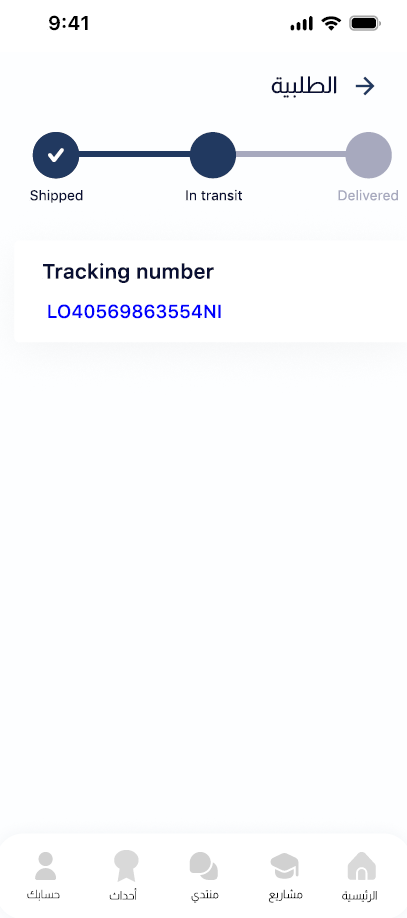 9:41
الطلبية
Shipped
In transit
Delivered
Tracking number
LO40569863554NI
الرئيسية
مشاريع
منتدي
أحداث
حسابك